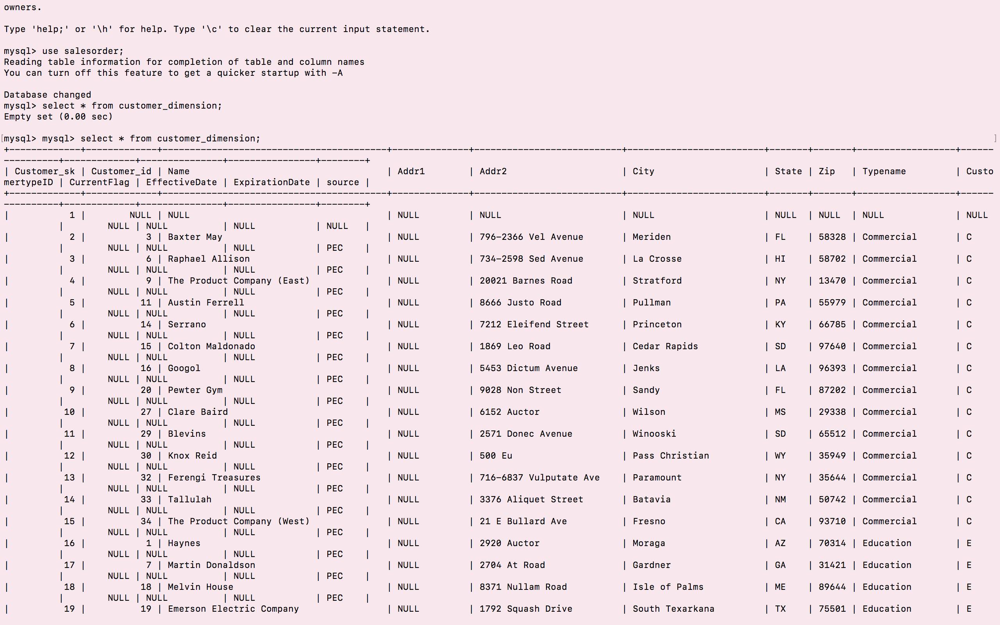 owners.
Type 'help;' or '\h' for help. Type '\c' to clear the current input statement.
mysql> use salesorder;
Reading table information for completion of table and column names
You can turn off this feature to get a quicker startup with -A
Database changed
mysql> select * from customer_dimension;
Empty set (0.00 sec)
[mysql> mysql> select * from customer_dimension; ]
+-------------+-------------+-----------------------------------------+--------------+---------------------------+-------------------------+-------+-------+------------------+------
----------+-------------+---------------+----------------+--------+
| Customer_sk | Customer_id | Name | Addr1 | Addr2 | City | State | Zip | Typename | Custo
mertypeID | CurrentFlag | EffectiveDate | ExpirationDate | source |
+-------------+-------------+-----------------------------------------+--------------+---------------------------+-------------------------+-------+-------+------------------+------
----------+-------------+---------------+----------------+--------+
| 1 | NULL | NULL | NULL | NULL | NULL | NULL | NULL | NULL | NULL
| NULL | NULL | NULL | NULL |
| 2 | 3 | Baxter May | NULL | 796-2366 Vel Avenue | Meriden | FL | 58328 | Commercial | C
| NULL | NULL | NULL | PEC |
| 3 | 6 | Raphael Allison | NULL | 734-2598 Sed Avenue | La Crosse | HI | 58702 | Commercial | C
| NULL | NULL | NULL | PEC |
| 4 | 9 | The Product Company (East) | NULL | 20021 Barnes Road | Stratford | NY | 13470 | Commercial | C
| NULL | NULL | NULL | PEC |
| 5 | 11 | Austin Ferrell | NULL | 8666 Justo Road | Pullman | PA | 55979 | Commercial | C
| NULL | NULL | NULL | PEC |
| 6 | 14 | Serrano | NULL | 7212 Eleifend Street | Princeton | KY | 66785 | Commercial | C
| NULL | NULL | NULL | PEC |
| 7 | 15 | Colton Maldonado | NULL | 1869 Leo Road | Cedar Rapids | SD | 97640 | Commercial | C
| NULL | NULL | NULL | PEC |
| 8 | 16 | Googol | NULL | 5453 Dictum Avenue | Jenks | LA | 96393 | Commercial | C
| NULL | NULL | NULL | PEC |
| 9 | 20 | Pewter Gym | NULL | 9028 Non Street | Sandy | FL | 87202 | Commercial | C
| NULL | NULL | NULL | PEC |
| 10 | 27 | Clare Baird | NULL | 6152 Auctor | Wilson | MS | 29338 | Commercial | C
| NULL | NULL | NULL | PEC |
| 11 | 29 | Blevins | NULL | 2571 Donec Avenue | Winooski | SD | 65512 | Commercial | C
| NULL | NULL | NULL | PEC |
| 12 | 30 | Knox Reid | NULL | 500 Eu | Pass Christian | WY | 35949 | Commercial | C
| NULL | NULL | NULL | PEC |
| 13 | 32 | Ferengi Treasures | NULL | 716-6837 Vulputate Ave | Paramount | NY | 35644 | Commercial | C
| NULL | NULL | NULL | PEC |
| 14 | 33 | Tallulah | NULL | 3376 Aliquet Street | Batavia | NM | 50742 | Commercial | C
| NULL | NULL | NULL | PEC |
| 15 | 34 | The Product Company (West) | NULL | 21 E Bullard Ave | Fresno | CA | 93710 | Commercial | C
| NULL | NULL | NULL | PEC |
| 16 | 1 | Haynes | NULL | 2920 Auctor | Moraga | AZ | 70314 | Education | E
| NULL | NULL | NULL | PEC |
| 17 | 7 | Martin Donaldson | NULL | 2704 At Road | Gardner | GA | 31421 | Education | E
| NULL | NULL | NULL | PEC |
| 18 | 18 | Melvin House | NULL | 8371 Nullam Road | Isle of Palms | ME | 89644 | Education | E
| NULL | NULL | NULL | PEC |
| 19 | 19 | Emerson Electric Company | NULL | 1792 Squash Drive | South Texarkana | TX | 75501 | Education | E